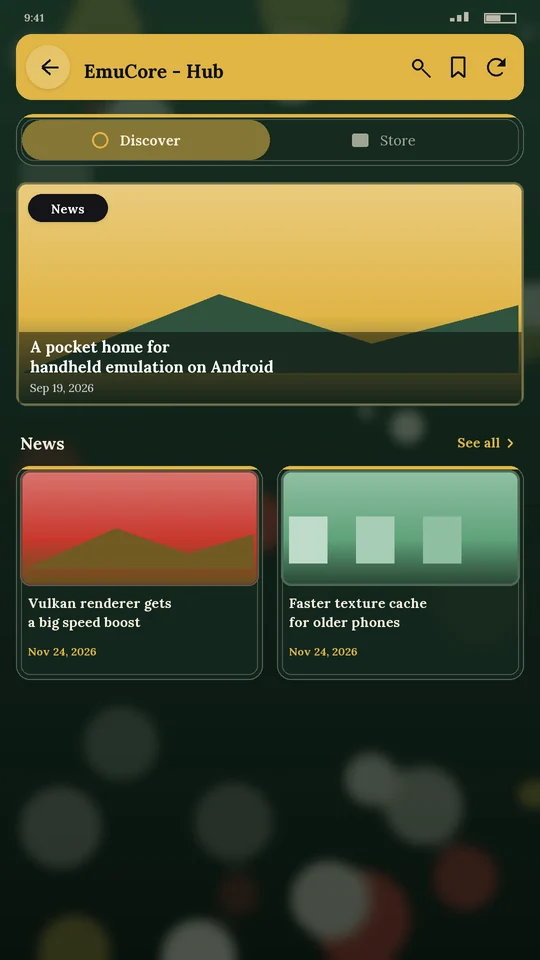 9:41
EmuCore - Hub
Discover
Store
News
A pocket home for
handheld emulation on Android
Sep 19, 2026
News
See all
Vulkan renderer gets
a big speed boost
Nov 24, 2026
Faster texture cache
for older phones
Nov 24, 2026